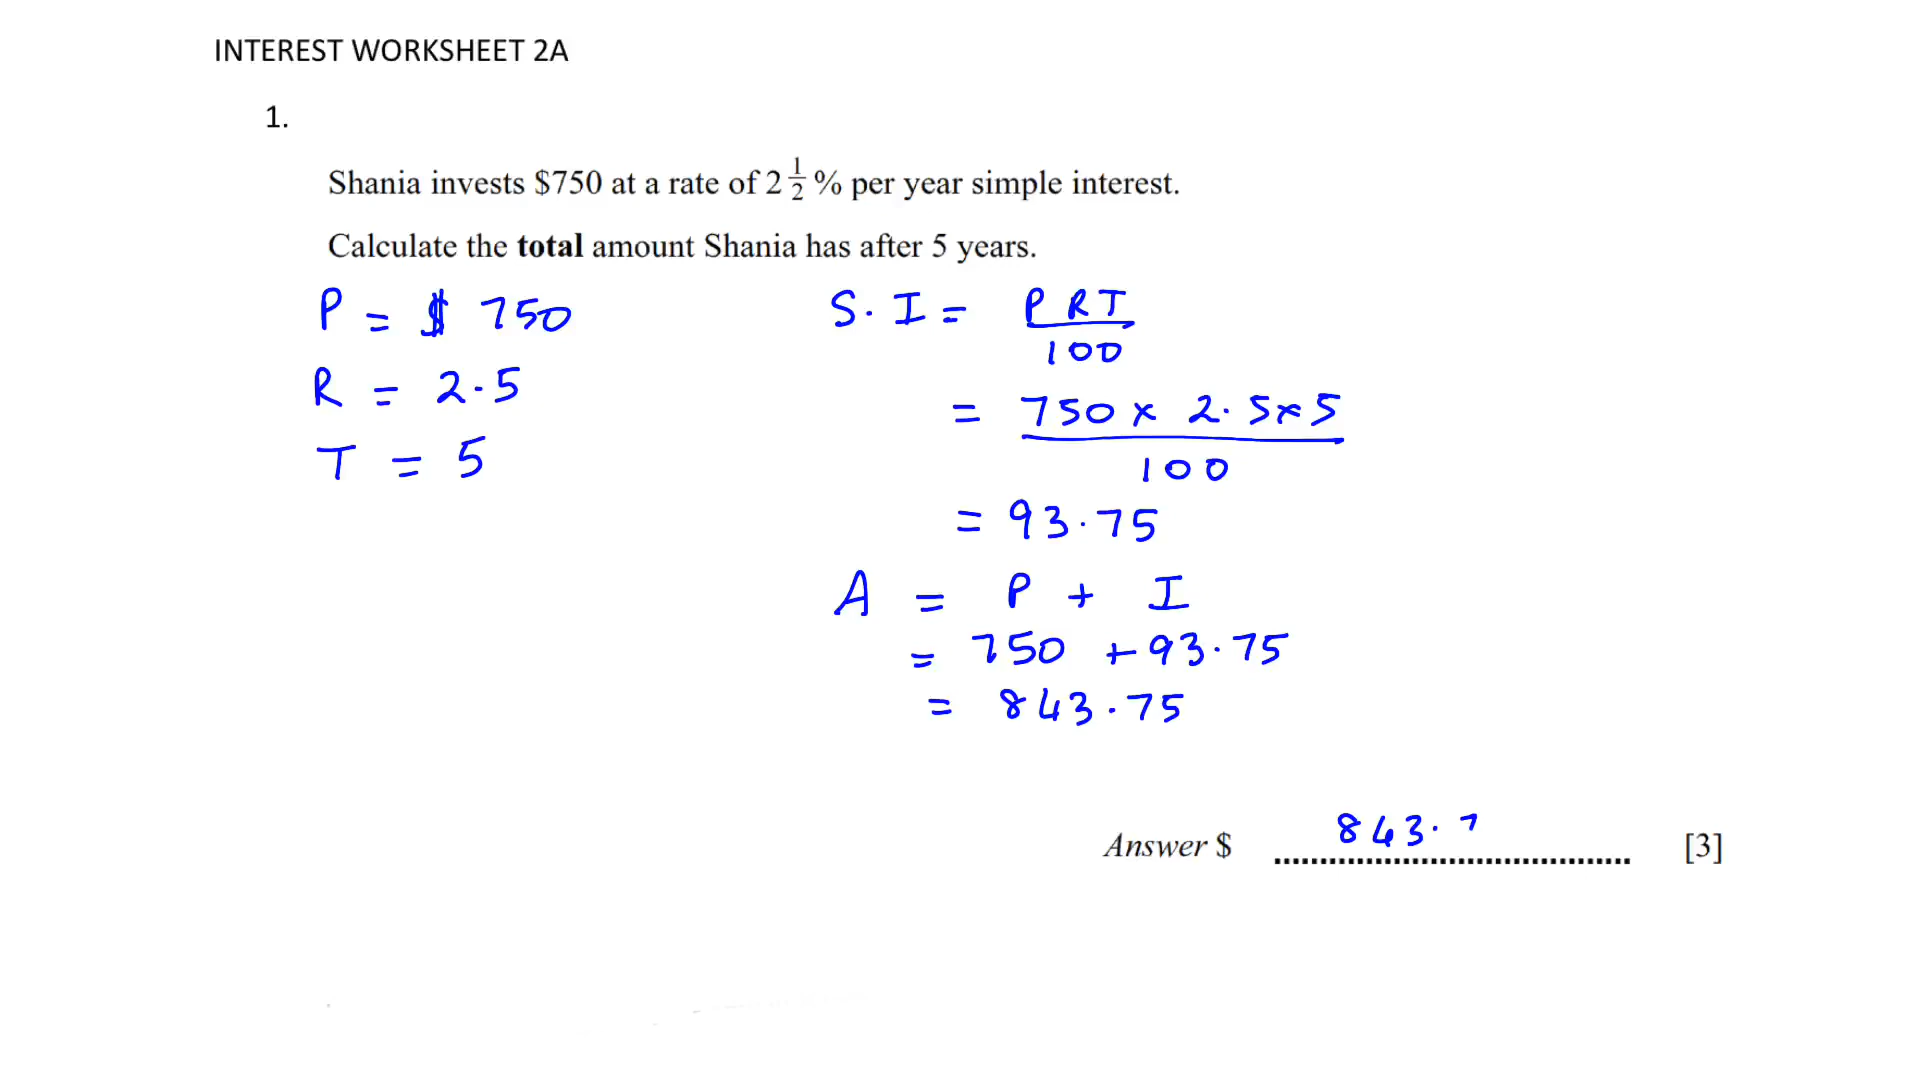 INTEREST WORKSHEET 2A
1.
Shania invests $750 at a rate of 2 1/2 % per year simple interest.
Calculate the total amount Shania has after 5 years.
P = $ 750
R = 2.5
T = 5
S.I = PRT/100
= 750 x 2.5x5/100
= 93.75
A = P + I
= 750 +93.75
= 843.75
Answer $ 843.7 [3]